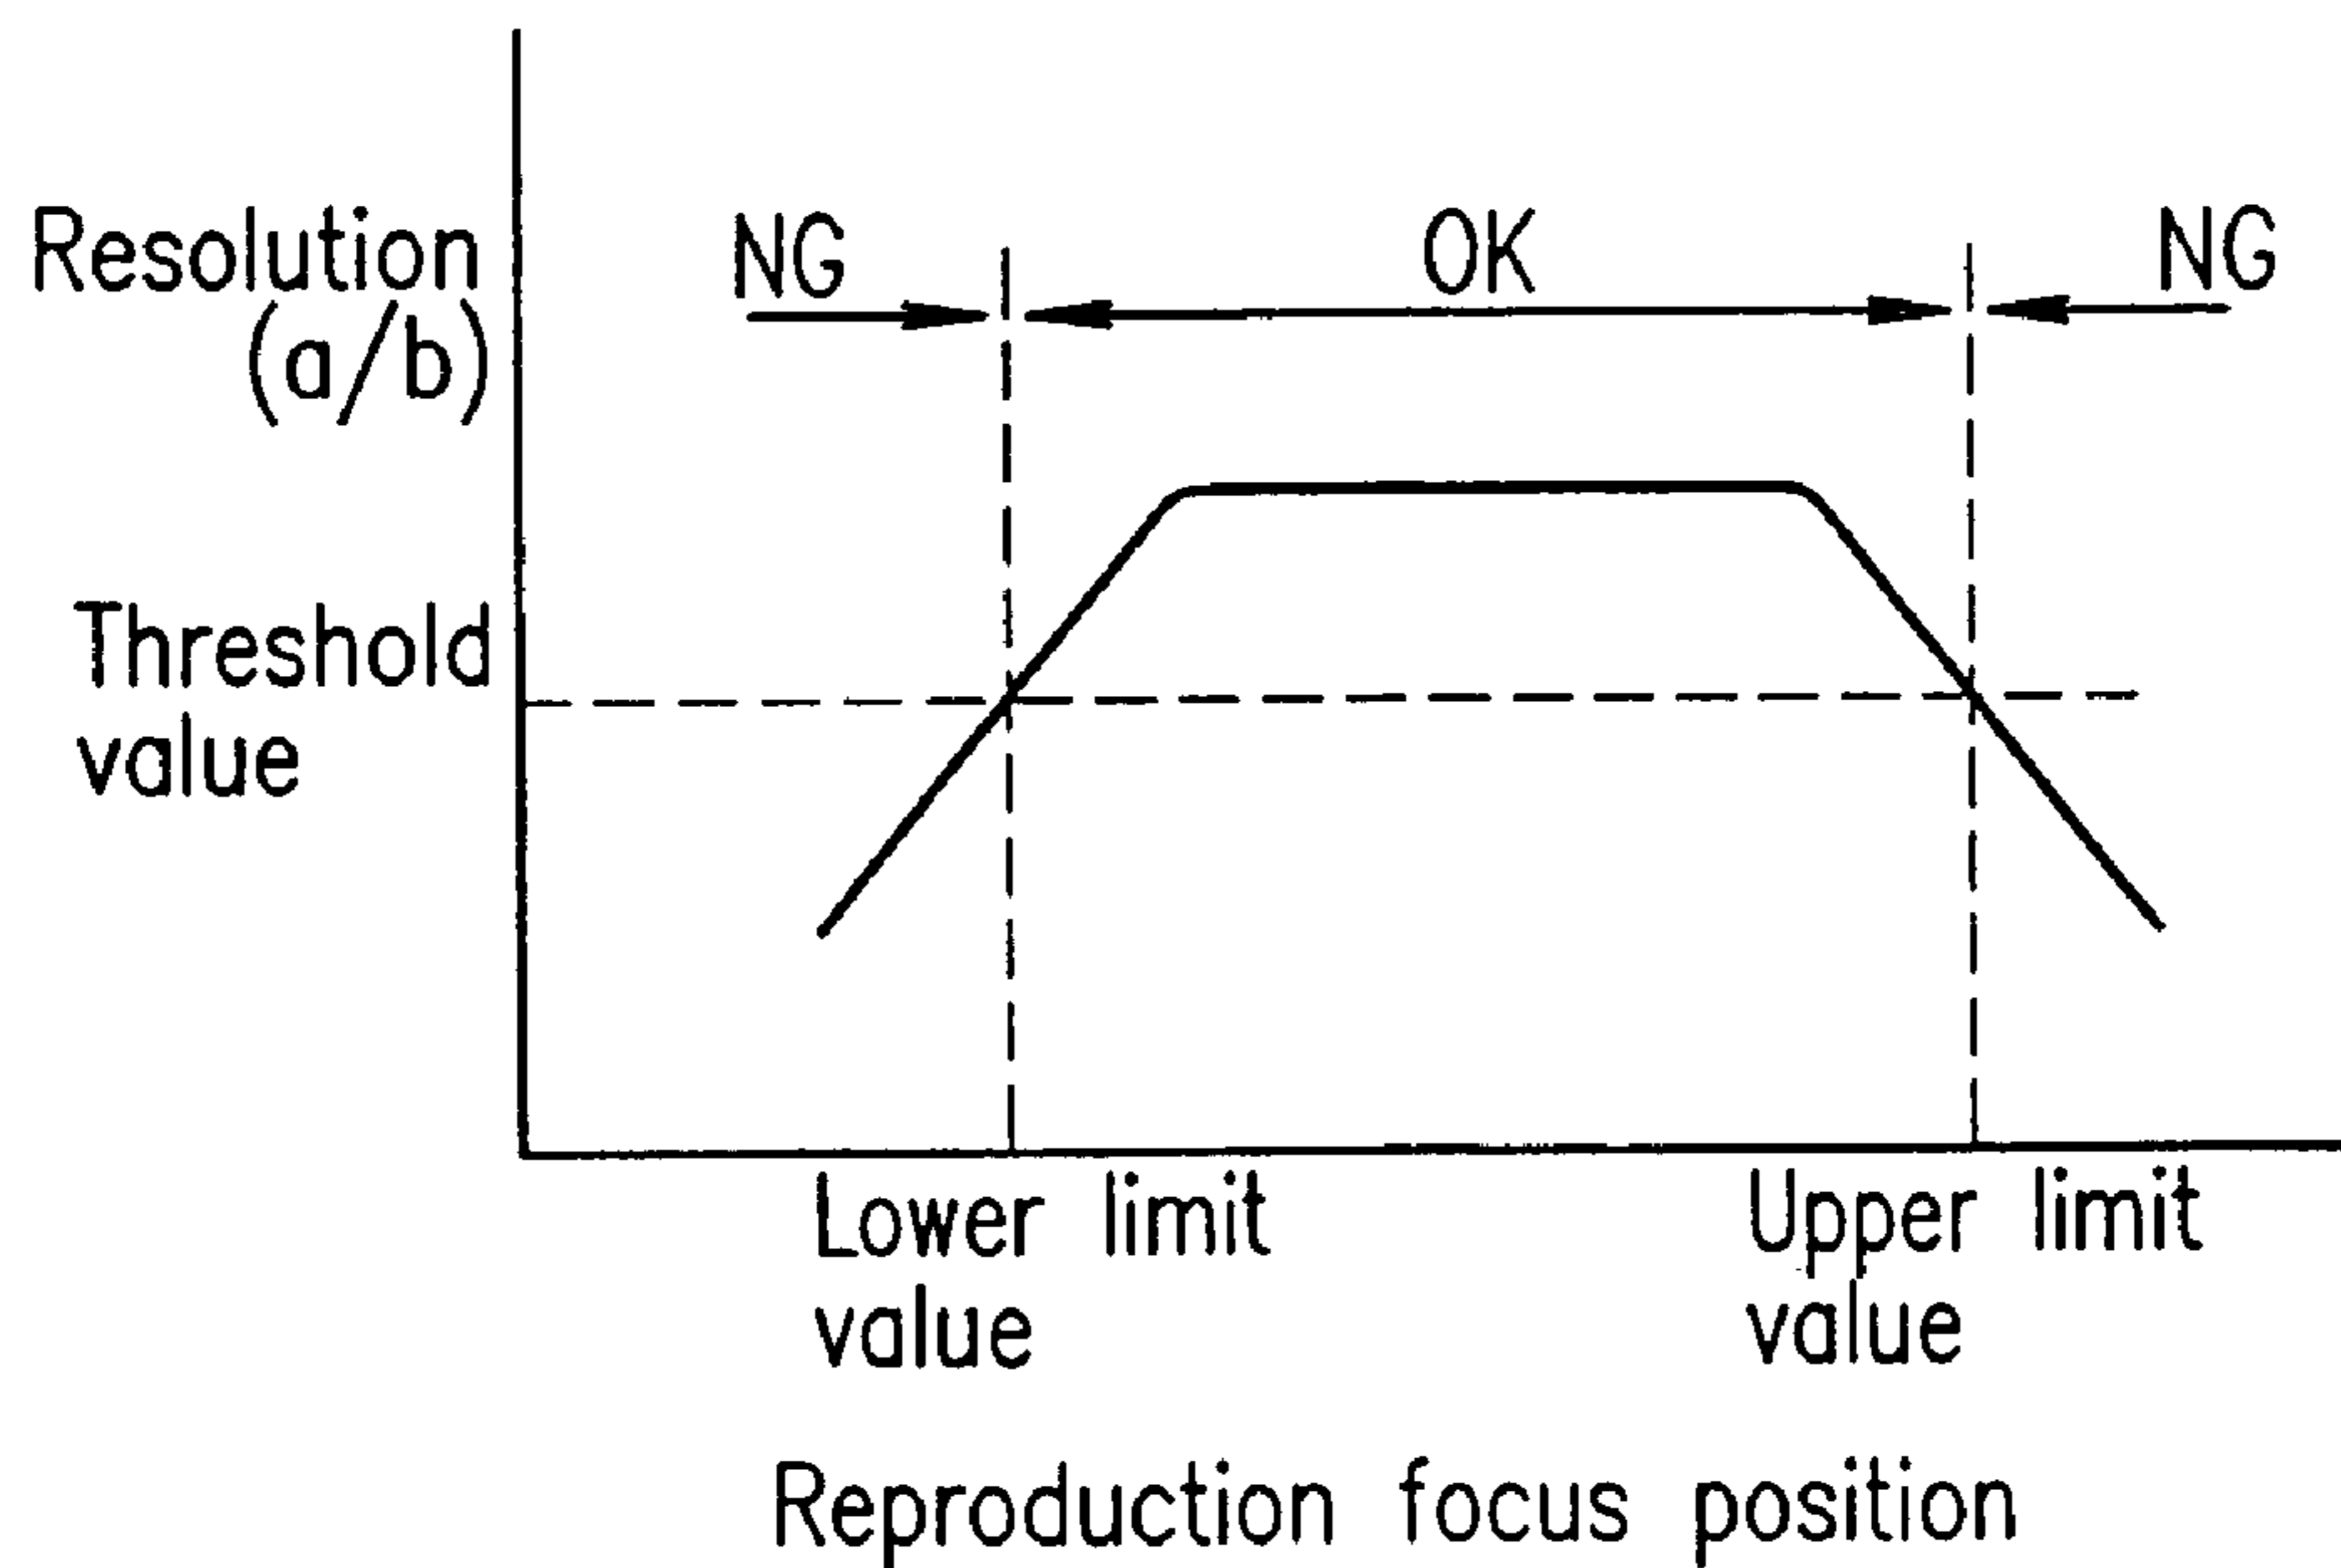 Resolution
(a/b)
NG
OK
NG
Threshold
value
Lower limit
value
Upper limit
value
Reproduction focus position